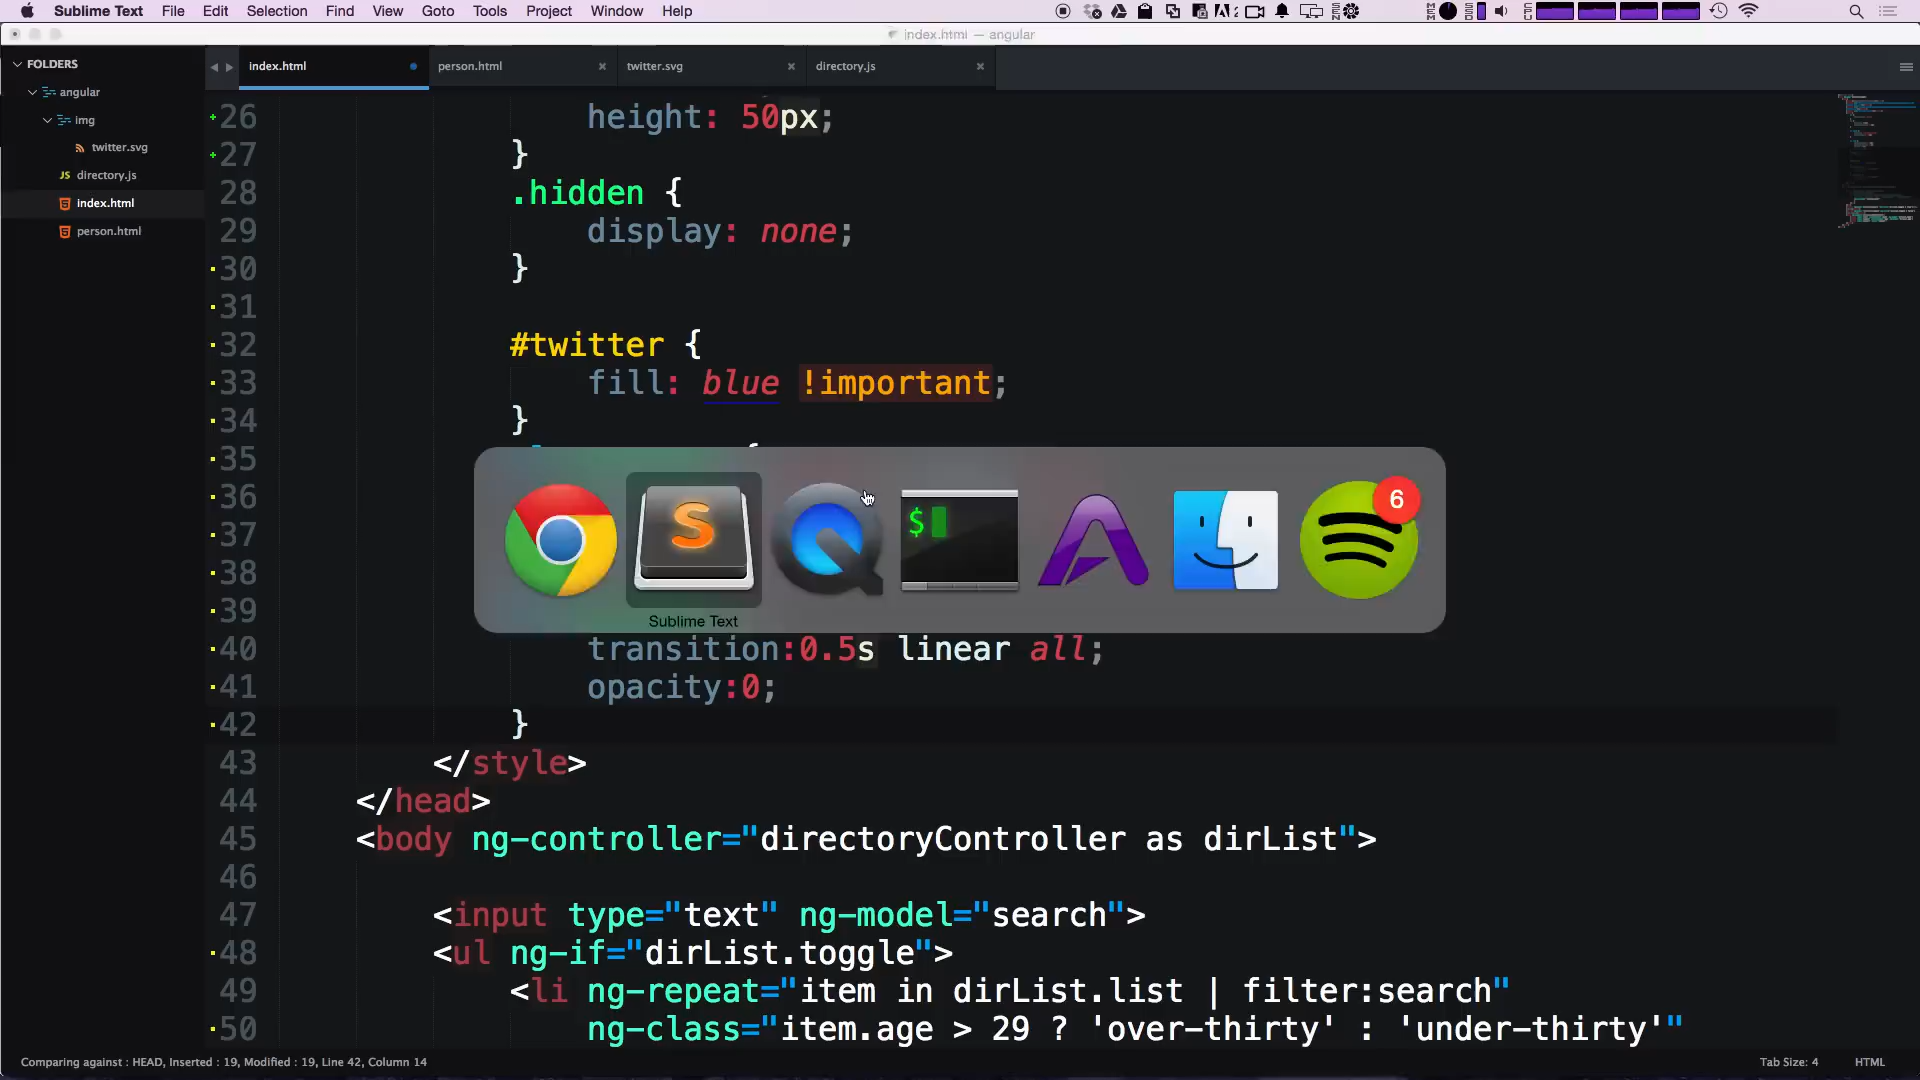 Sublime Text File Edit Selection Find View Goto Tools Project Window Help
index.html — angular
FOLDERS
angular
img
twitter.svg
JS directory.js
index.html
person.html
index.html person.html twitter.svg directory.js
26 height: 50px;
27 }
28 .hidden {
29 display: none;
30 }
31
32 #twitter {
33 fill: blue !important;
34 }
35 {
36
37
38
39
40 transition:0.5s linear all;
41 opacity:0;
42 }
43 </style>
44 </head>
45 <body ng-controller="directoryController as dirList">
46
47 <input type="text" ng-model="search">
48 <ul ng-if="dirList.toggle">
49 <li ng-repeat="item in dirList.list | filter:search"
50 ng-class="item.age > 29 ? 'over-thirty' : 'under-thirty'"
S
$
6
Sublime Text
Comparing against : HEAD, Inserted : 19, Modified : 19, Line 42, Column 14
Tab Size: 4 HTML